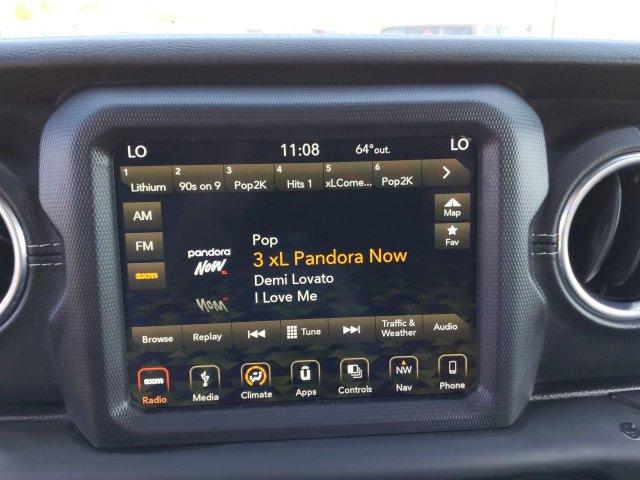 LO 11:08 64°out. LO
1 Lithium 2 90s on 9 3 Pop2K 4 Hits 1 5 xLCome... 6 Pop2K
AM
FM
sxm
Map
Fav
pandora
NOW
Pop
3 xL Pandora Now
Demi Lovato
I Love Me
Browse Replay Tune Traffic & Weather Audio
sxm NW
Radio Media Climate Apps Controls Nav Phone